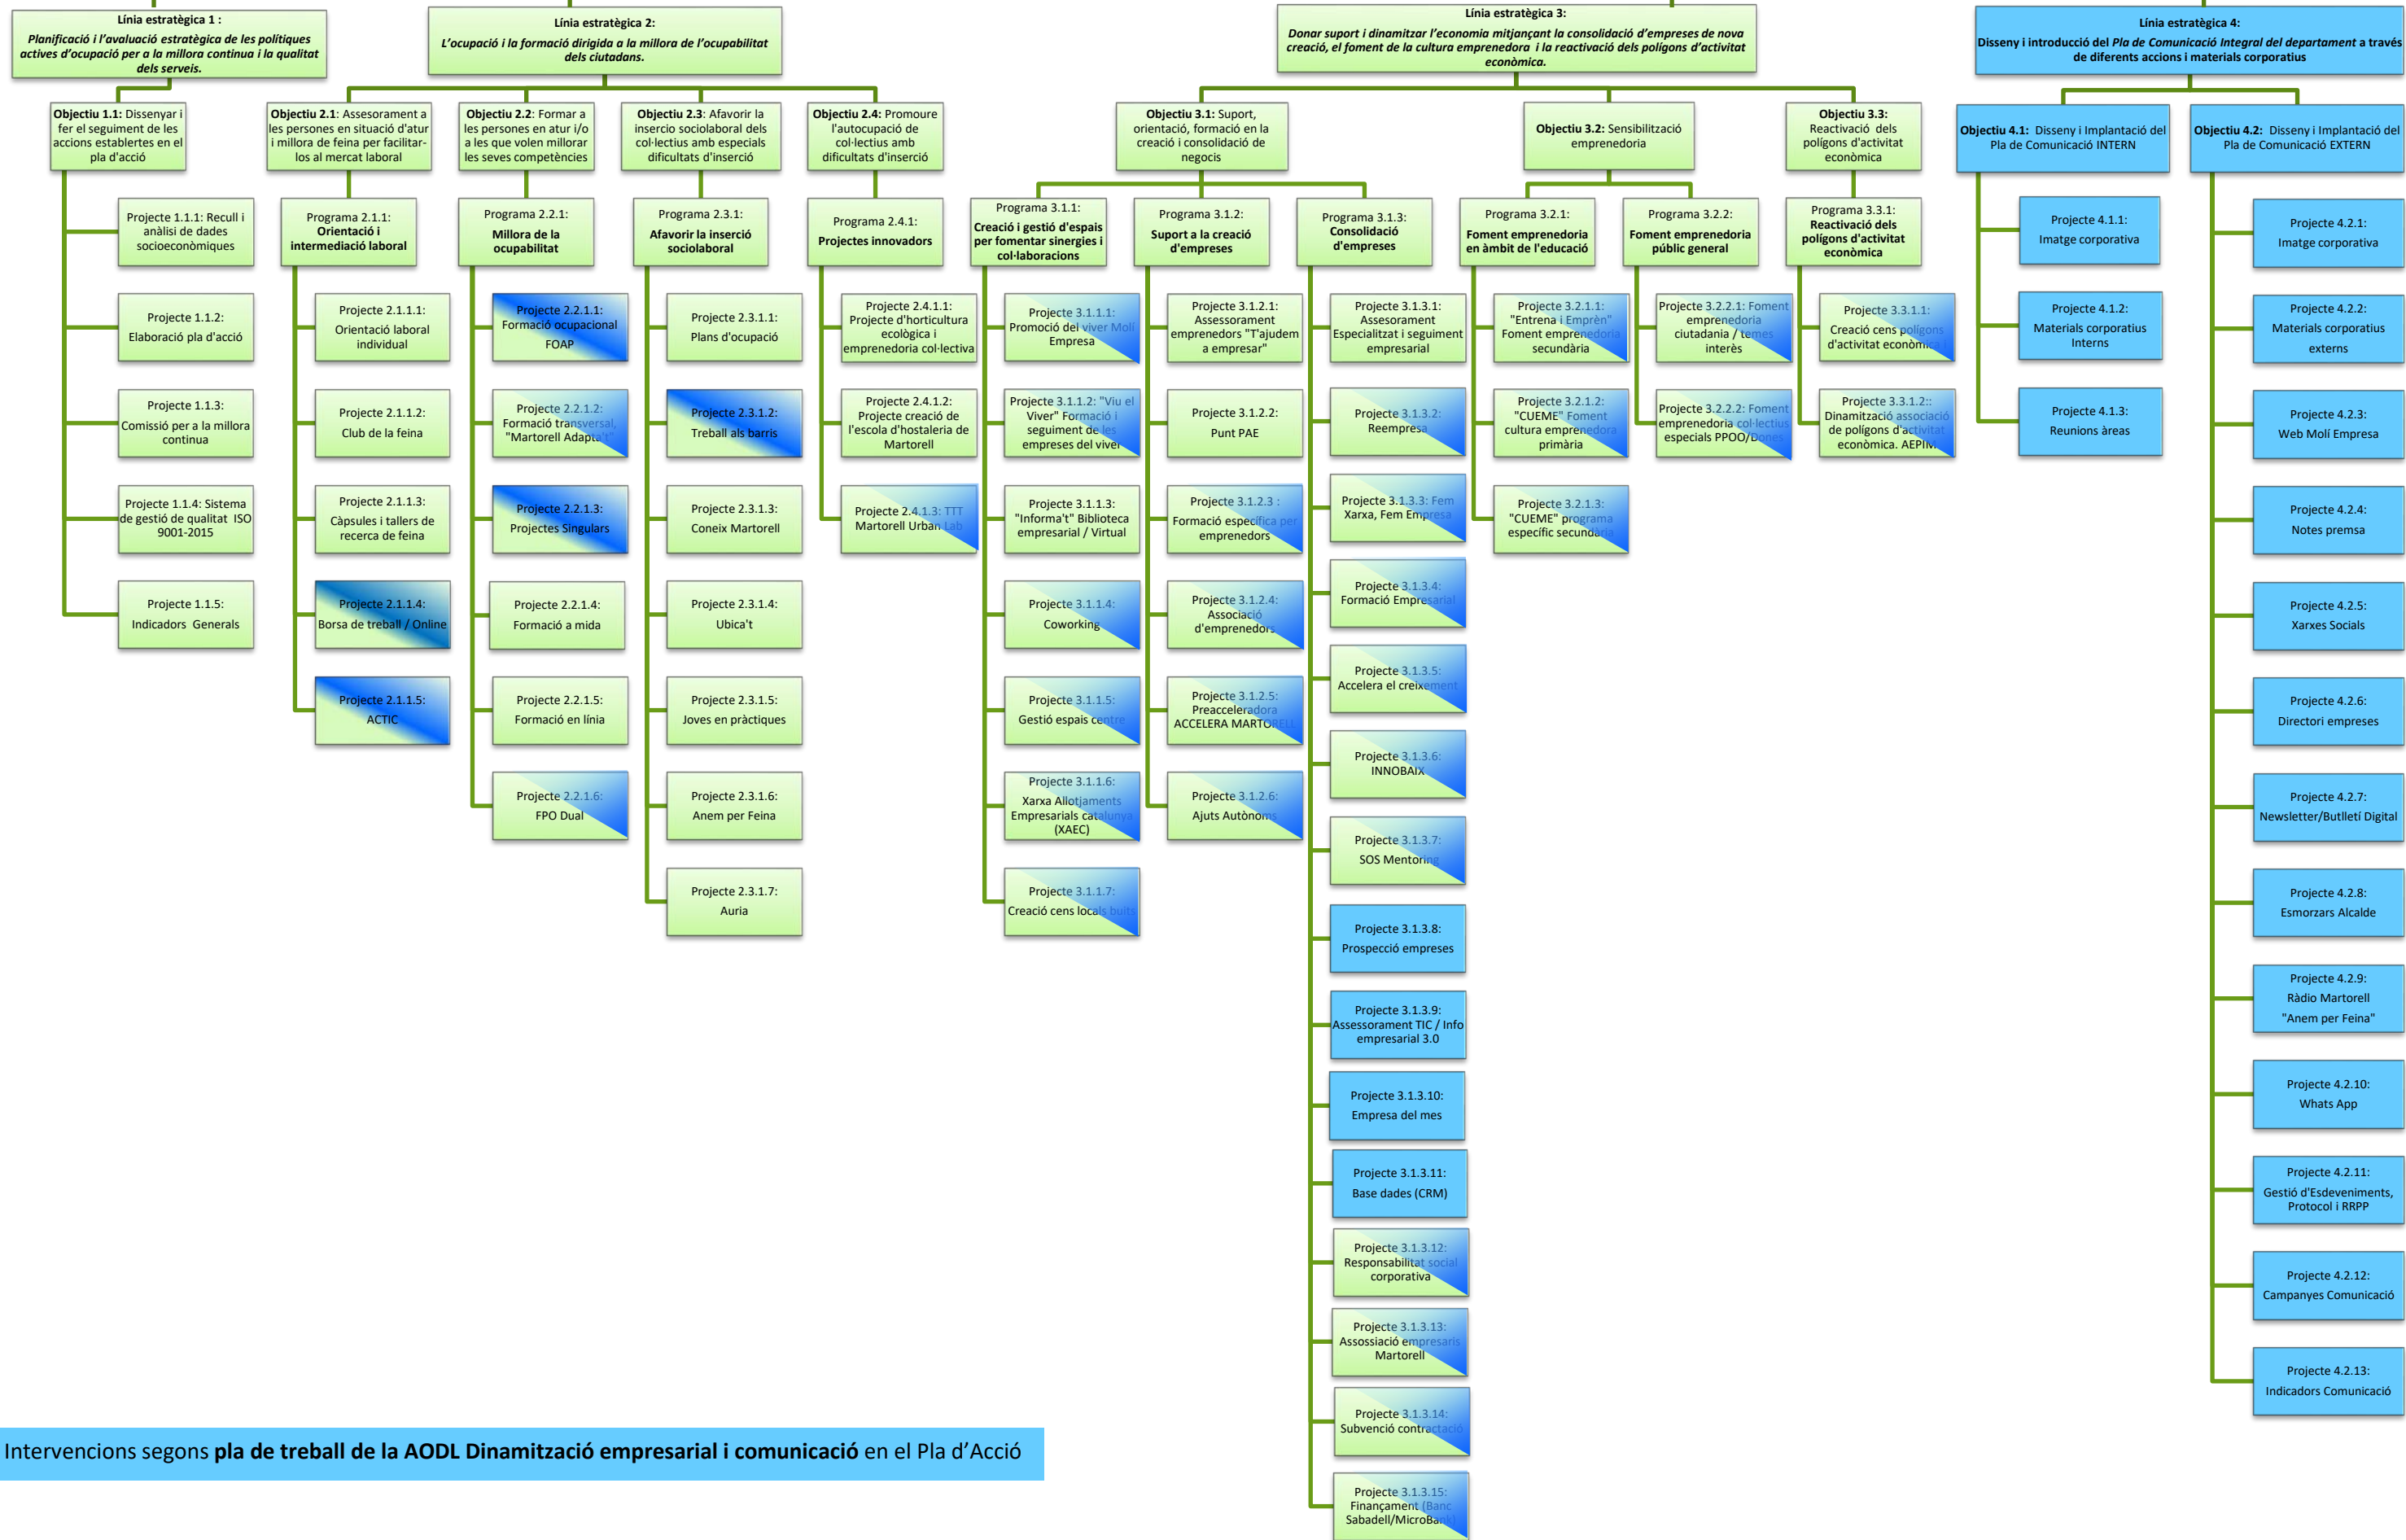 Línia estratègica 1 :
Planificació i l'avaluació estratègica de les polítiques
actives d'ocupació per a la millora continua i la qualitat
dels serveis.
Objectiu 1.1: Dissenyar i
fer el seguiment de les
accions establertes en el
pla d'acció
Projecte 1.1.1: Recull i
anàlisi de dades
socioeconòmiques
Projecte 1.1.2:
Elaboració pla d'acció
Projecte 1.1.3:
Comissió per a la millora
continua
Projecte 1.1.4: Sistema
de gestió de qualitat ISO
9001-2015
Projecte 1.1.5:
Indicadors Generals
Línia estratègica 2:
L'ocupació i la formació dirigida a la millora de l'ocupabilitat
dels ciutadans.
Objectiu 2.1: Assesorament a
les persones en situació d'atur
i millora de feina per facilitar-
los al mercat laboral
Programa 2.1.1:
Orientació i
intermediació laboral
Projecte 2.1.1.1:
Orientació laboral
individual
Projecte 2.1.1.2:
Club de la feina
Projecte 2.1.1.3:
Càpsules i tallers de
recerca de feina
Projecte 2.1.1.4:
Borsa de treball / Online
Projecte 2.1.1.5:
ACTIC
Objectiu 2.2: Formar a
les persones en atur i/o
a les que volen millorar
les seves competències
Programa 2.2.1:
Millora de la
ocupabilitat
Projecte 2.2.1.1:
Formació ocupacional
FOAP
Projecte 2.2.1.2:
Formació transversal,
"Martorell Adapta't"
Projecte 2.2.1.3:
Projectes Singulars
Projecte 2.2.1.4:
Formació a mida
Projecte 2.2.1.5:
Formació en línia
Projecte 2.2.1.6:
FPO Dual
Objectiu 2.3: Afavorir la
insercio sociolaboral dels
col·lectius amb especials
dificultats d'inserció
Programa 2.3.1:
Afavorir la inserció
sociolaboral
Projecte 2.3.1.1:
Plans d'ocupació
Projecte 2.3.1.2:
Treball als barris
Projecte 2.3.1.3:
Coneix Martorell
Projecte 2.3.1.4:
Ubica't
Projecte 2.3.1.5:
Joves en pràctiques
Projecte 2.3.1.6:
Anem per Feina
Projecte 2.3.1.7:
Auria
Objectiu 2.4: Promoure
l'autocupació de
col·lectius amb
dificultats d'inserció
Programa 2.4.1:
Projectes innovadors
Projecte 2.4.1.1:
Projecte d'horticultura
ecològica i
emprenedoria col·lectiva
Projecte 2.4.1.2:
Projecte creació de
l'escola d'hostaleria de
Martorell
Projecte 2.4.1.3: TTT
Martorell Urban Lab
Línia estratègica 3:
Donar suport i dinamitzar l'economia mitjançant la consolidació d'empreses de nova
creació, el foment de la cultura emprenedora i la reactivació dels polígons d'activitat
econòmica.
Objectiu 3.1: Suport,
orientació, formació en la
creació i consolidació de
negocis
Programa 3.1.1:
Creació i gestió d'espais
per fomentar sinergies i
col·laboracions
Projecte 3.1.1.1:
Promoció del viver Molí
Empresa
Projecte 3.1.1.2: "Viu el
Viver" Formació i
seguiment de les
empreses del viver
Projecte 3.1.1.3:
"Informa't" Biblioteca
empresarial / Virtual
Projecte 3.1.1.4:
Coworking
Projecte 3.1.1.5:
Gestió espais centre
Projecte 3.1.1.6:
Xarxa Allotjaments
Empresarials catalunya
(XAEC)
Projecte 3.1.1.7:
Creació cens locals buits
Programa 3.1.2:
Suport a la creació
d'empreses
Projecte 3.1.2.1:
Assessorament
emprenedors "T'ajudem
a empresar"
Projecte 3.1.2.2:
Punt PAE
Projecte 3.1.2.3 :
Formació específica per
emprenedors
Projecte 3.1.2.4:
Associació
d'emprenedors
Projecte 3.1.2.5:
Preacceleradora
ACCELERA MARTORELL
Projecte 3.1.2.6:
Ajuts Autònoms
Programa 3.1.3:
Consolidació
d'empreses
Projecte 3.1.3.1:
Assesorament
Especialitzat i seguiment
empresarial
Projecte 3.1.3.2:
Reempresa
Projecte 3.1.3.3: Fem
Xarxa, Fem Empresa
Projecte 3.1.3.4:
Formació Empresarial
Projecte 3.1.3.5:
Accelera el creixement
Projecte 3.1.3.6:
INNOBAIX
Projecte 3.1.3.7:
SOS Mentoring
Projecte 3.1.3.8:
Prospecció empreses
Projecte 3.1.3.9:
Assessorament TIC / Info
empresarial 3.0
Projecte 3.1.3.10:
Empresa del mes
Projecte 3.1.3.11:
Base dades (CRM)
Projecte 3.1.3.12:
Responsabilitat social
corporativa
Projecte 3.1.3.13:
Assossiació empresaris
Martorell
Projecte 3.1.3.14:
Subvenció contractació
Projecte 3.1.3.15:
Finançament (Banc
Sabadell/MicroBank)
Objectiu 3.2: Sensibilització
emprenedoria
Programa 3.2.1:
Foment emprenedoria
en àmbit de l'educació
Projecte 3.2.1.1:
"Entrena i Emprèn"
Foment emprenedoria
secundària
Projecte 3.2.1.2:
"CUEME" Foment
cultura emprenedora
primària
Projecte 3.2.1.3:
"CUEME" programa
específic secundària
Programa 3.2.2:
Foment emprenedoria
públic general
Projecte 3.2.2.1: Foment
emprenedoria
ciutadania / temes
interès
Projecte 3.2.2.2: Foment
emprenedoria col·lectius
especials PPOO/Dones
Objectiu 3.3:
Reactivació dels
polígons d'activitat
econòmica
Programa 3.3.1:
Reactivació dels
polígons d'activitat
econòmica
Projecte 3.3.1.1:
Creació cens polígons
d'activitat econòmica
Projecte 3.3.1.2::
Dinamització associació
de polígons d'activitat
econòmica. AEPIM
Línia estratègica 4:
Disseny i introducció del Pla de Comunicació Integral del departament a través
de diferents accions i materials corporatius
Objectiu 4.1: Disseny i Implantació del
Pla de Comunicació INTERN
Projecte 4.1.1:
Imatge corporativa
Projecte 4.1.2:
Materials corporatius
Interns
Projecte 4.1.3:
Reunions àreas
Objectiu 4.2: Disseny i Implantació del
Pla de Comunicació EXTERN
Projecte 4.2.1:
Imatge corporativa
Projecte 4.2.2:
Materials corporatius
externs
Projecte 4.2.3:
Web Molí Empresa
Projecte 4.2.4:
Notes premsa
Projecte 4.2.5:
Xarxes Socials
Projecte 4.2.6:
Directori empreses
Projecte 4.2.7:
Newsletter/Butlletí Digital
Projecte 4.2.8:
Esmorzars Alcalde
Projecte 4.2.9:
Ràdio Martorell
"Anem per Feina"
Projecte 4.2.10:
Whats App
Projecte 4.2.11:
Gestió d'Esdeveniments,
Protocol i RRPP
Projecte 4.2.12:
Campanyes Comunicació
Projecte 4.2.13:
Indicadors Comunicació
Intervencions segons pla de treball de la AODL Dinamització empresarial i comunicació en el Pla d'Acció